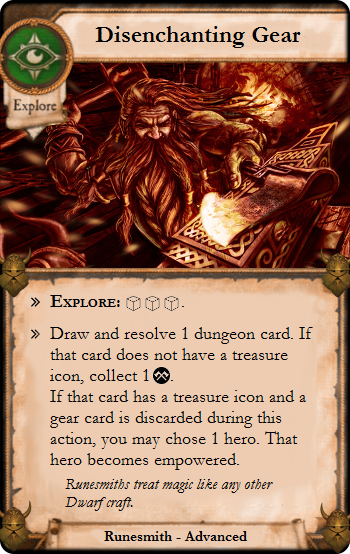 Disenchanting Gear
Explore
» EXPLORE: .
» Draw and resolve 1 dungeon card. If
that card does not have a treasure
icon, collect 1 .
If that card has a treasure icon and a
gear card is discarded during this
action, you may chose 1 hero. That
hero becomes empowered.
Runesmiths treat magic like any other
Dwarf craft.
Runesmith - Advanced